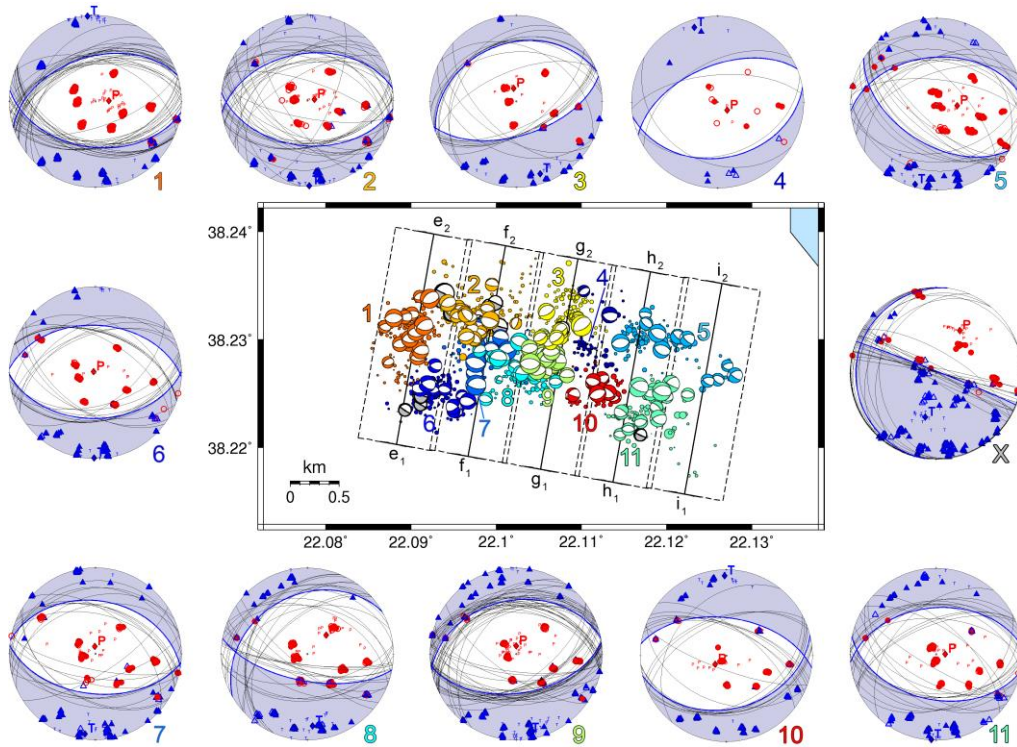 T
P
1
P
T
2
P
T
3
T
P
4
P
T
5
P
T
6
38.24°
38.23°
38.22°
e₂
f₂
g₂
h₂
i₂
1
2
3
4
5
6
7
8
9
10
11
e₁
f₁
g₁
h₁
i₁
km
0 0.5
22.08° 22.09° 22.1° 22.11° 22.12° 22.13°
P
T
X
P
T
7
P
T
8
P
T
9
T
P
10
P
T
11